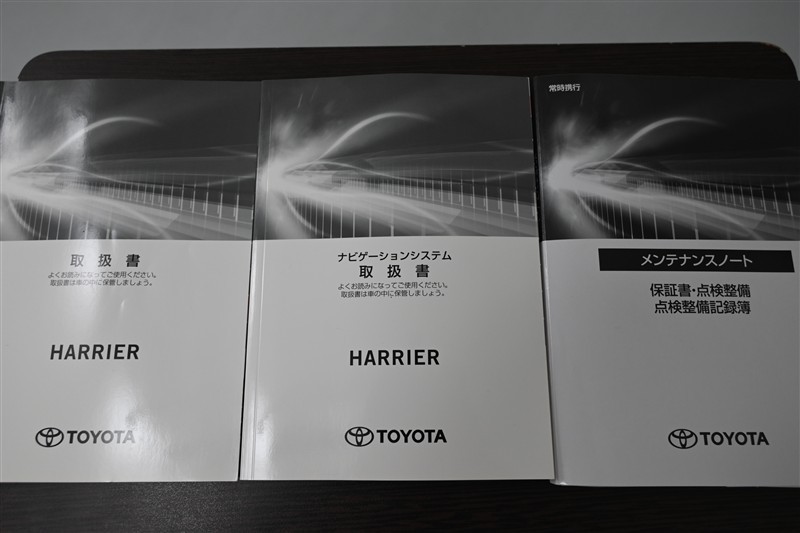 取扱書
よくお読みになってご使用ください。
取扱書は車の中に保管しましょう。
HARRIER
TOYOTA
ナビゲーションシステム
取扱書
よくお読みになってご使用ください。
取扱書は車の中に保管しましょう。
HARRIER
TOYOTA
常時携行
メンテナンスノート
保証書・点検整備
点検整備記録簿
TOYOTA